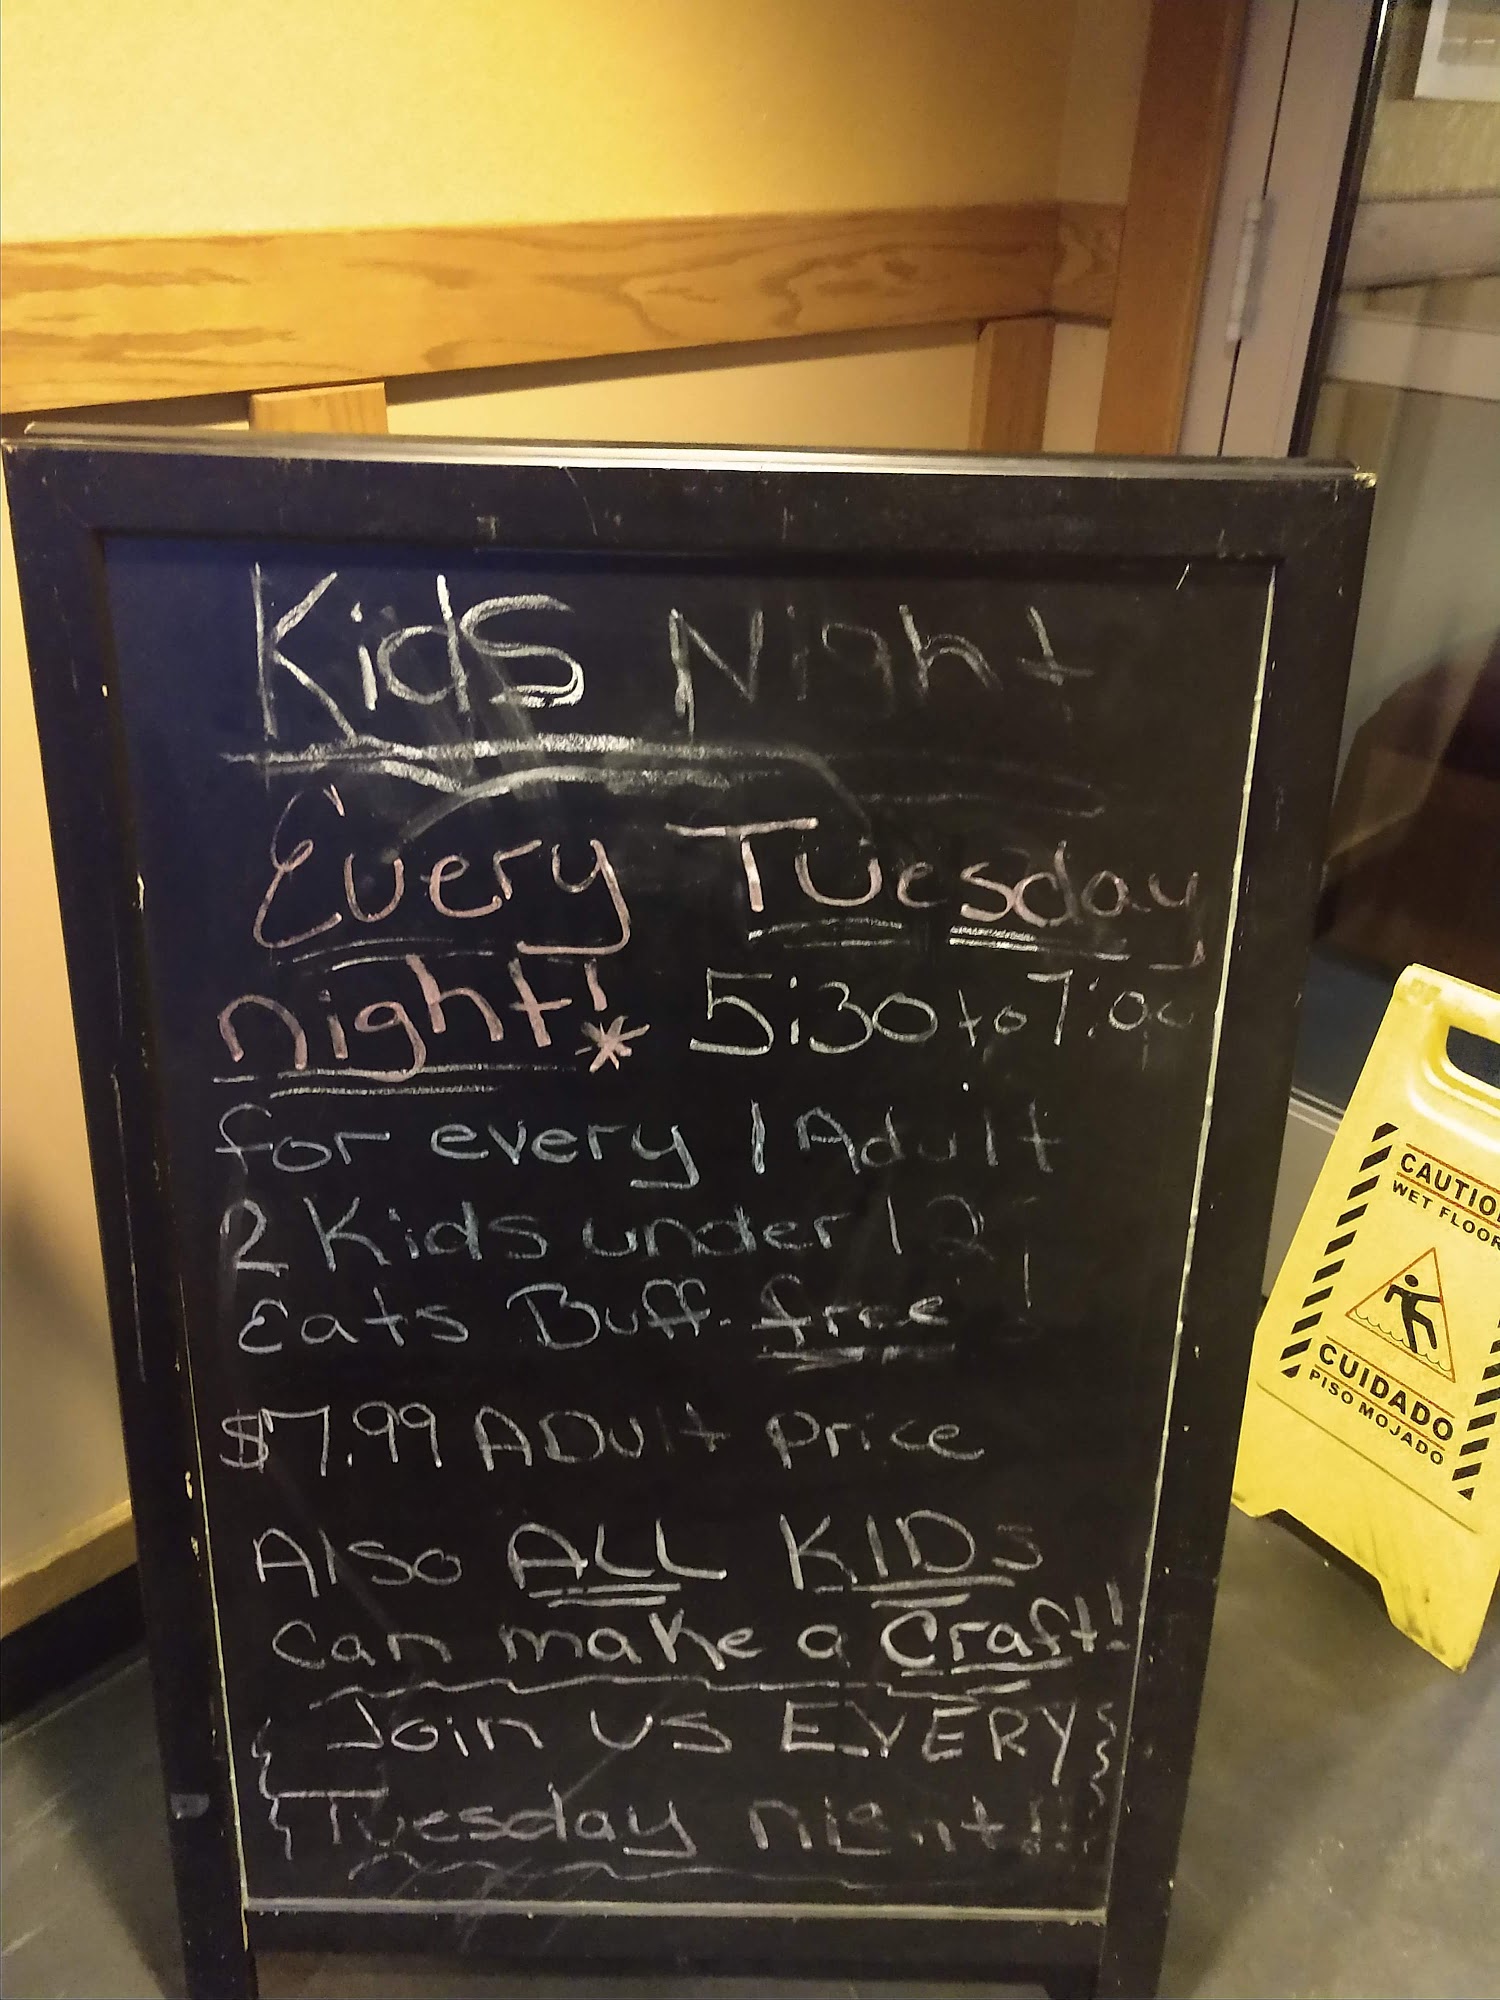 Kids Night
Every Tuesday
night! * 5:30 to 7:00
for every 1 Adult
2 Kids under 12
Eats Buff. free !
$7.99 ADult price
Also ALL KIDs
can make a Craft!!
Join us EVERY
Tuesday night!!!
CAUTIO
WET FLOOR
CUIDADO
PISO MOJADO